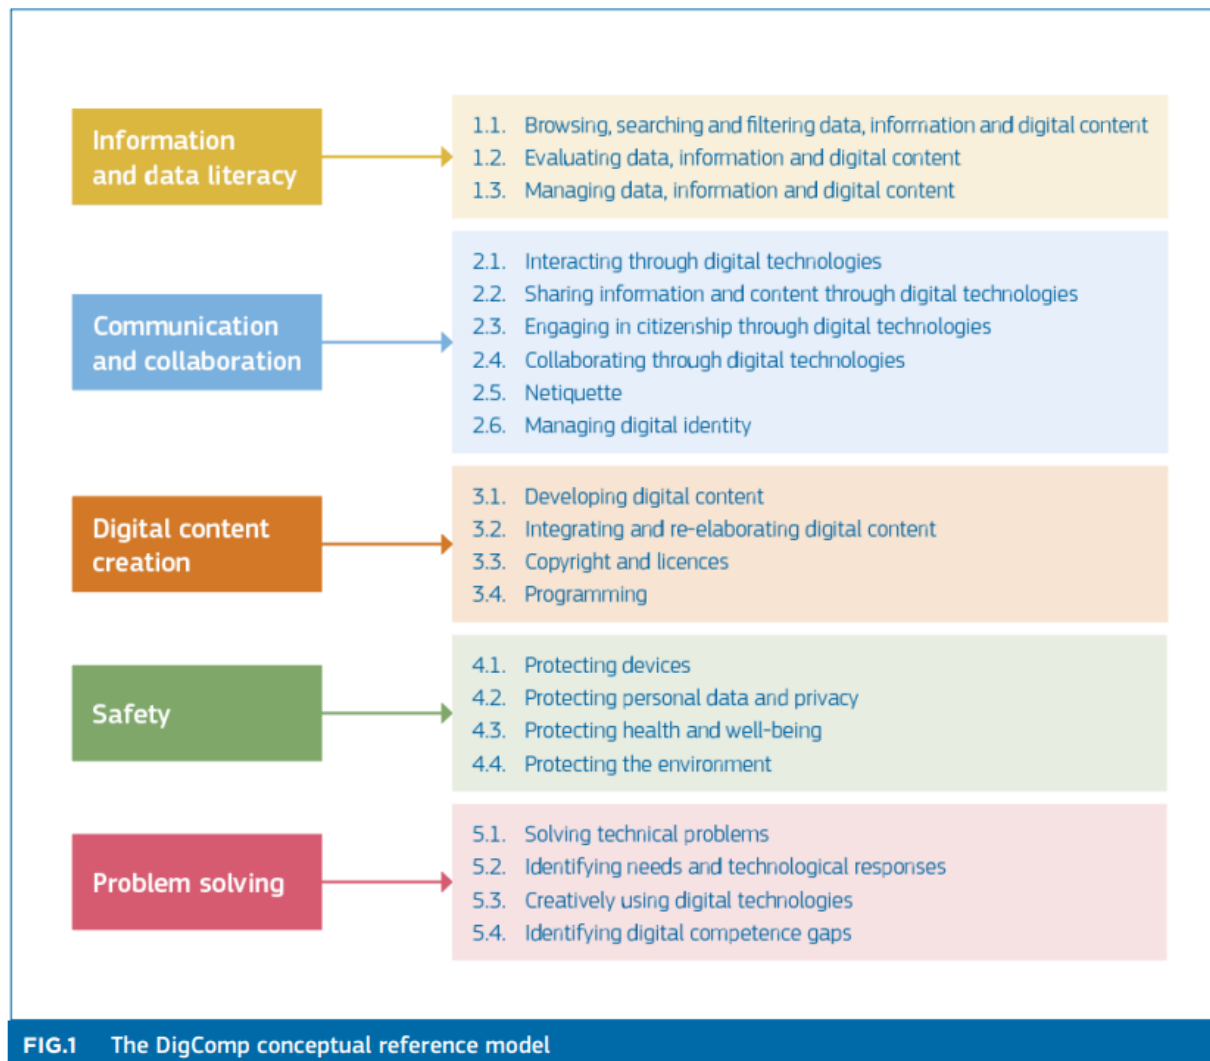 Information
and data literacy
1.1. Browsing, searching and filtering data, information and digital content
1.2. Evaluating data, information and digital content
1.3. Managing data, information and digital content
Communication
and collaboration
2.1. Interacting through digital technologies
2.2. Sharing information and content through digital technologies
2.3. Engaging in citizenship through digital technologies
2.4. Collaborating through digital technologies
2.5. Netiquette
2.6. Managing digital identity
Digital content
creation
3.1. Developing digital content
3.2. Integrating and re-elaborating digital content
3.3. Copyright and licences
3.4. Programming
Safety
4.1. Protecting devices
4.2. Protecting personal data and privacy
4.3. Protecting health and well-being
4.4. Protecting the environment
Problem solving
5.1. Solving technical problems
5.2. Identifying needs and technological responses
5.3. Creatively using digital technologies
5.4. Identifying digital competence gaps
FIG.1 The DigComp conceptual reference model